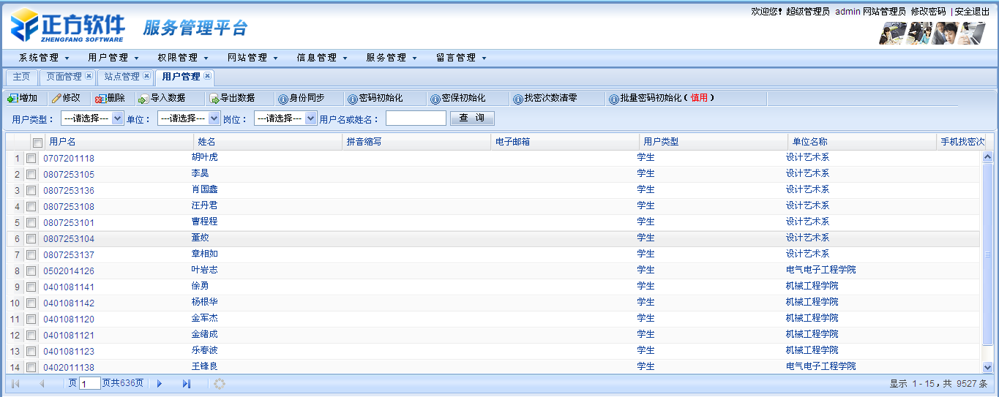 欢迎您! 超级管理员 admin 网站管理员 修改密码 | 安全退出
正方软件 服务管理平台
ZHENGFANG SOFTWARE
系统管理 用户管理 权限管理 网站管理 信息管理 服务管理 留言管理
主页 页面管理 站点管理 用户管理
增加 修改 删除 导入数据 导出数据 身份同步 密码初始化 密保初始化 找密次数清零 批量密码初始化(慎用)
用户类型: ---请选择--- 单位: ---请选择--- 岗位: ---请选择--- 用户名或姓名: 查 询
用户名 姓名 拼音缩写 电子邮箱 用户类型 单位名称 手机找密次
1 0707201118 胡叶虎 学生 设计艺术系
2 0807253105 李昊 学生 设计艺术系
3 0807253136 肖国鑫 学生 设计艺术系
4 0807253108 汪丹君 学生 设计艺术系
5 0807253101 曹程程 学生 设计艺术系
6 0807253104 董姣 学生 设计艺术系
7 0807253137 章相如 学生 设计艺术系
8 0502014126 叶岩志 学生 电气电子工程学院
9 0401081141 徐勇 学生 机械工程学院
10 0401081142 杨根华 学生 机械工程学院
11 0401081120 金军杰 学生 机械工程学院
12 0401081121 金绪成 学生 机械工程学院
13 0401081123 乐春波 学生 机械工程学院
14 0402011138 王锋良 学生 电气电子工程学院
页 1 页共636页 显示 1 - 15, 共 9527 条